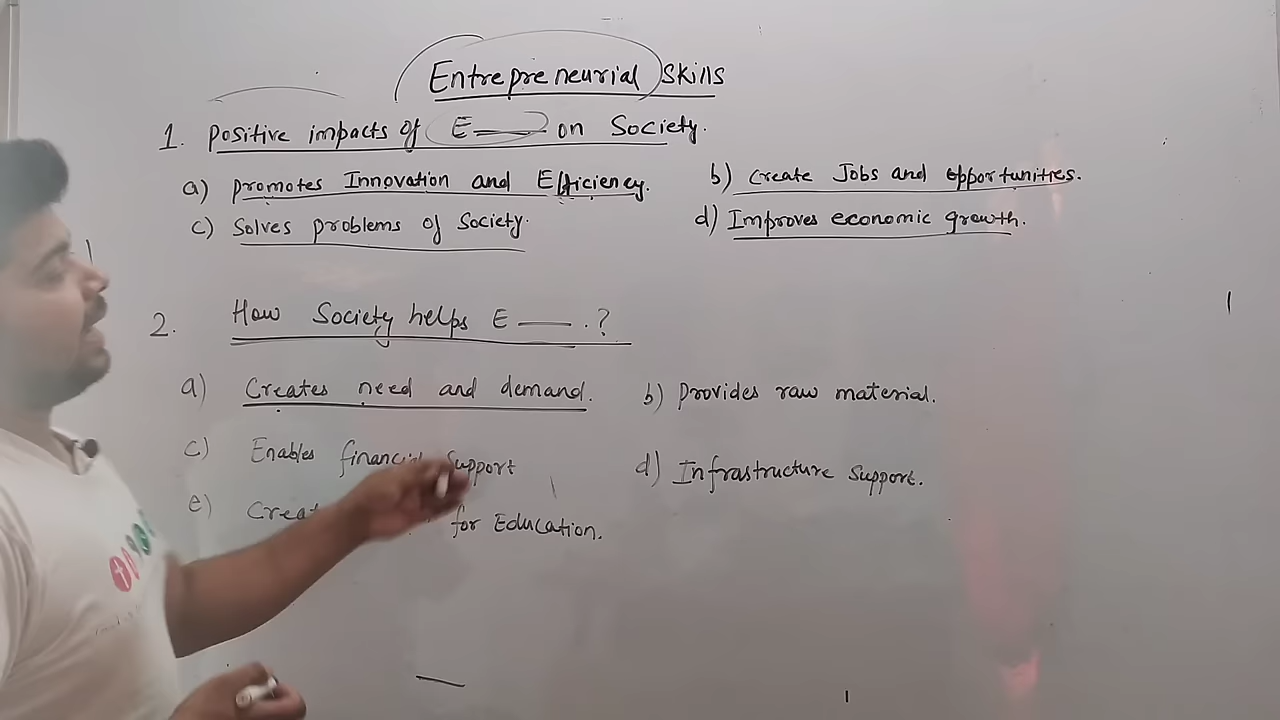 Entrepreneurial Skills
1. Positive impacts of E—— on Society.
a) promotes Innovation and Efficiency. b) Create Jobs and opportunities.
c) Solves problems of Society. d) Improves economic growth.
2. How Society helps E——.?
a) Creates need and demand. b) Provides raw material.
c) Enables financial Support d) Infrastructure Support.
e) for Education.